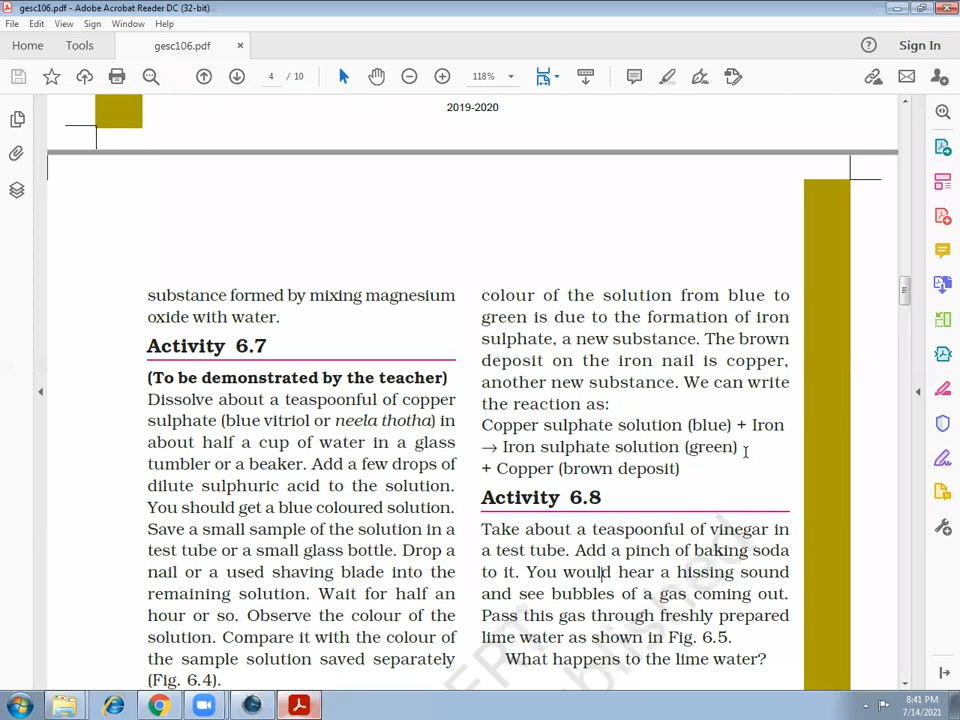 gesc106.pdf - Adobe Acrobat Reader DC (32-bit)
File Edit View Sign Window Help
Home Tools gesc106.pdf × Sign In
4 / 10 118%
2019-2020
substance formed by mixing magnesium
oxide with water.
Activity 6.7
(To be demonstrated by the teacher)
Dissolve about a teaspoonful of copper
sulphate (blue vitriol or neela thotha) in
about half a cup of water in a glass
tumbler or a beaker. Add a few drops of
dilute sulphuric acid to the solution.
You should get a blue coloured solution.
Save a small sample of the solution in a
test tube or a small glass bottle. Drop a
nail or a used shaving blade into the
remaining solution. Wait for half an
hour or so. Observe the colour of the
solution. Compare it with the colour of
the sample solution saved separately
(Fig. 6.4).
colour of the solution from blue to
green is due to the formation of iron
sulphate, a new substance. The brown
deposit on the iron nail is copper,
another new substance. We can write
the reaction as:
Copper sulphate solution (blue) + Iron
→ Iron sulphate solution (green)
+ Copper (brown deposit)
Activity 6.8
Take about a teaspoonful of vinegar in
a test tube. Add a pinch of baking soda
to it. You would hear a hissing sound
and see bubbles of a gas coming out.
Pass this gas through freshly prepared
lime water as shown in Fig. 6.5.
What happens to the lime water?
8:41 PM
7/14/2021